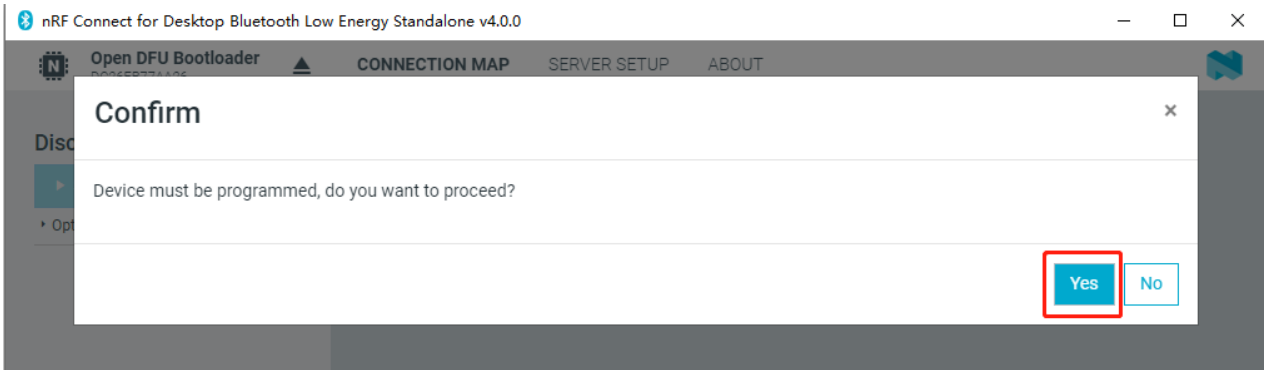 nRF Connect for Desktop Bluetooth Low Energy Standalone v4.0.0
Open DFU Bootloader
CONNECTION MAP
SERVER SETUP
ABOUT
Confirm
×
Disc
Device must be programmed, do you want to proceed?
Opt
Yes
No